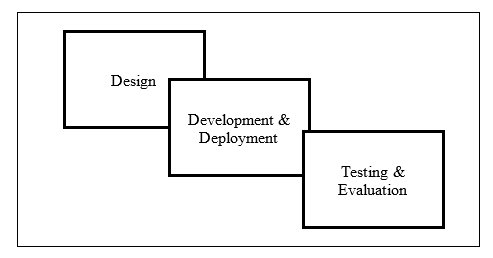 Design
Development &
Deployment
Testing &
Evaluation